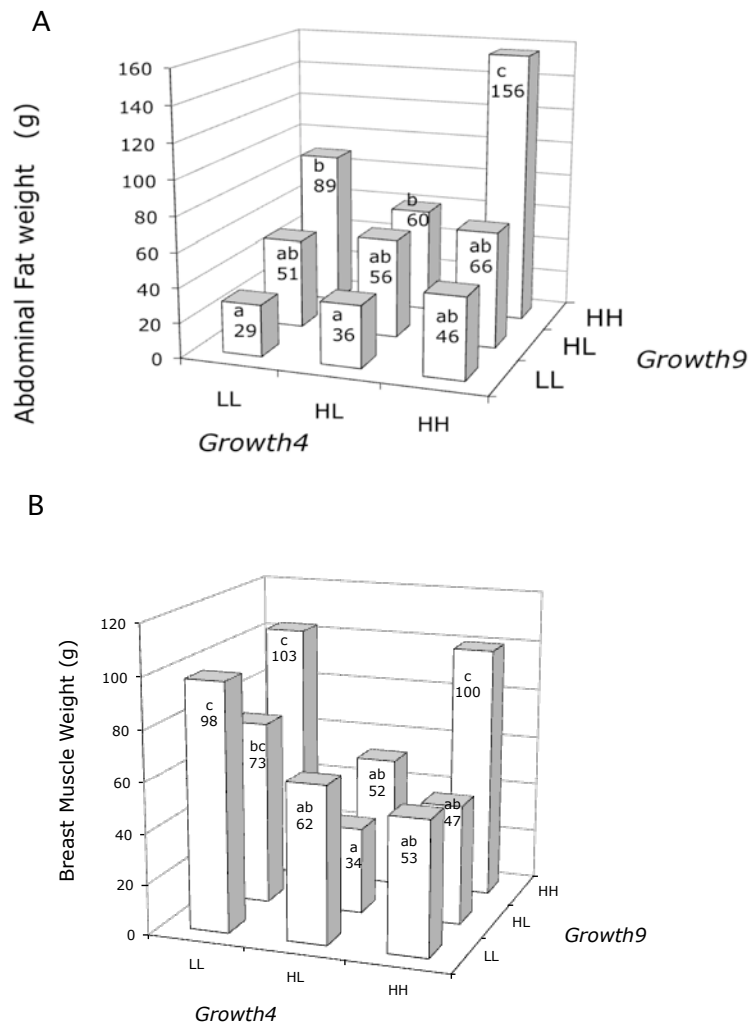 A
Abdominal Fat weight (g)
160
140
120
100
80
60
40
20
0
c
156
b
89
b
60
ab
51
ab
56
ab
66
a
29
a
36
ab
46
LL
HL
HH
Growth4
HH
HL
LL
Growth9
B
Breast Muscle Weight (g)
120
100
80
60
40
20
0
c
103
c
100
c
98
bc
73
ab
52
ab
62
a
34
ab
53
ab
47
LL
HL
HH
Growth4
HH
HL
LL
Growth9